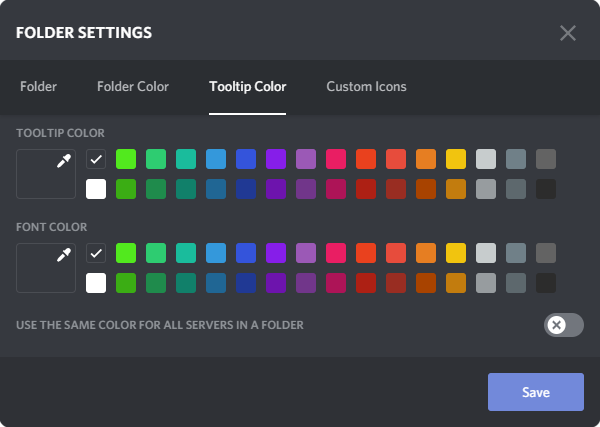 FOLDER SETTINGS
Folder Folder Color Tooltip Color Custom Icons
TOOLTIP COLOR
FONT COLOR
USE THE SAME COLOR FOR ALL SERVERS IN A FOLDER
Save